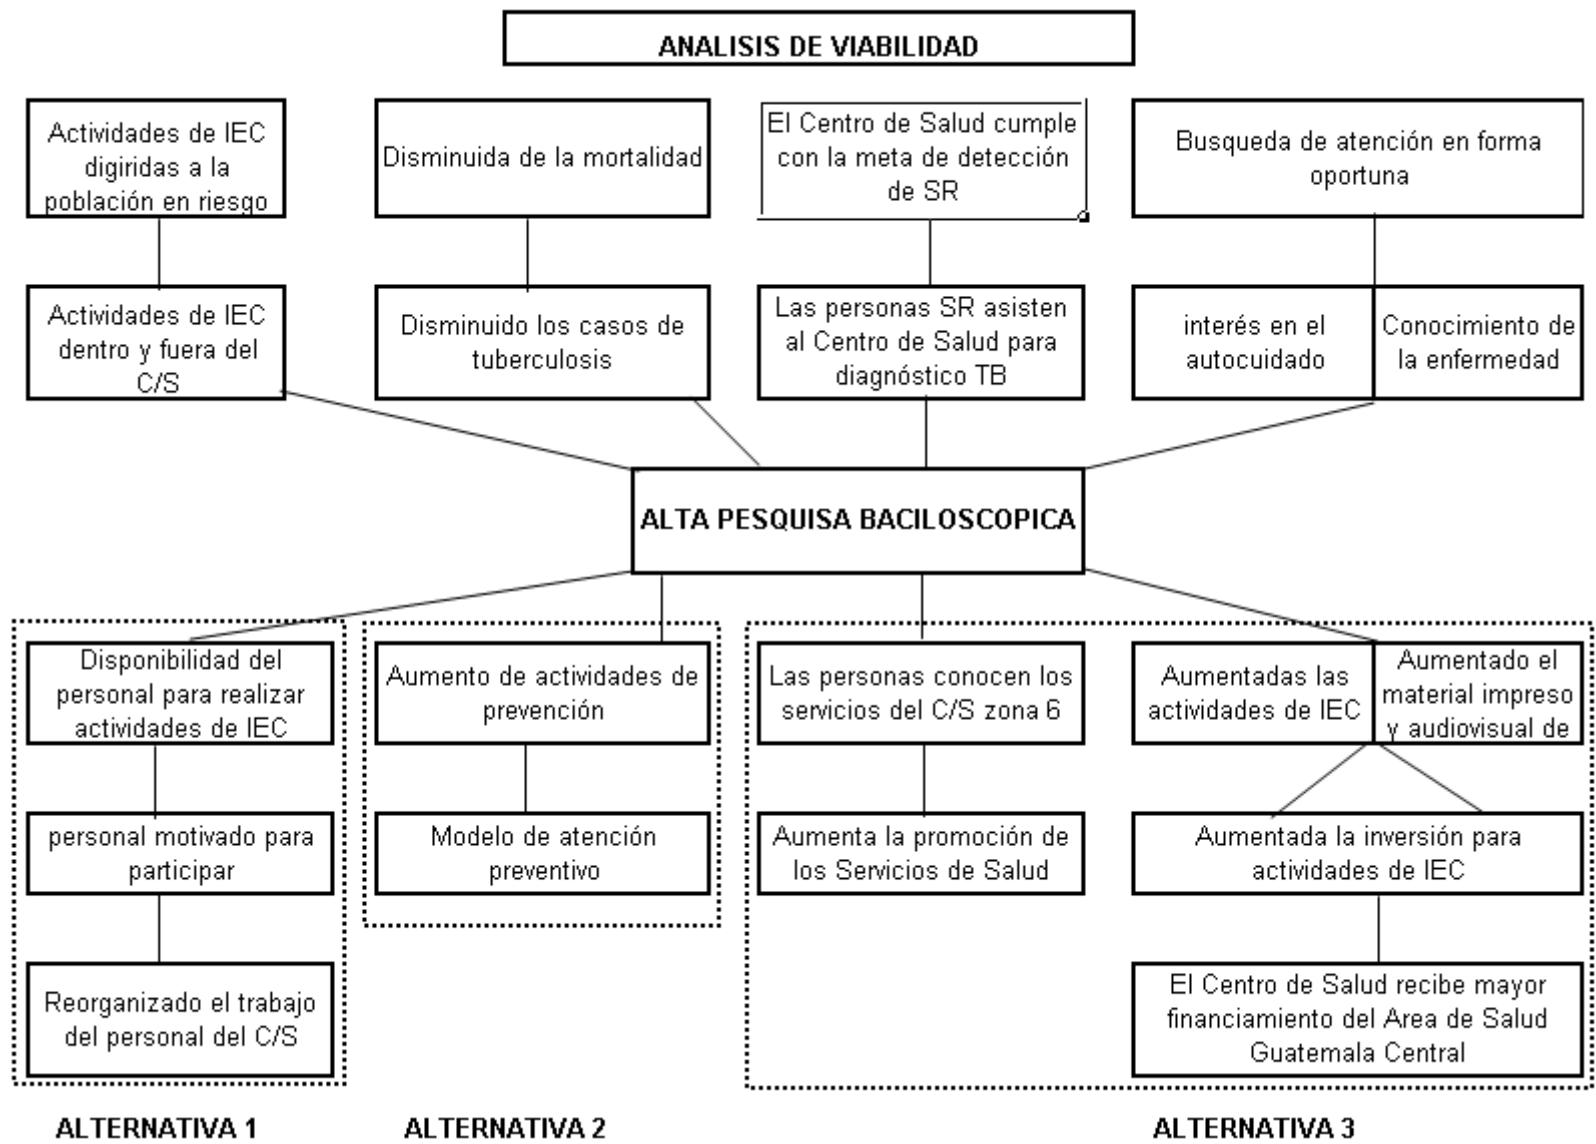 ANALISIS DE VIABILIDAD
Actividades de IEC
digiridas a la
población en riesgo
Disminuida de la mortalidad
El Centro de Salud cumple
con la meta de detección
de SR
Busqueda de atención en forma
oportuna
Actividades de IEC
dentro y fuera del
C/S
Disminuido los casos de
tuberculosis
Las personas SR asisten
al Centro de Salud para
diagnóstico TB
interés en el
autocuidado
Conocimiento de
la enfermedad
ALTA PESQUISA BACILOSCOPICA
Disponibilidad del
personal para realizar
actividades de IEC
Aumento de actividades de
prevención
Las personas conocen los
servicios del C/S zona 6
Aumentadas las
actividades de IEC
Aumentado el
material impreso
y audiovisual de
personal motivado para
participar
Modelo de atención
preventivo
Aumenta la promoción de
los Servicios de Salud
Aumentada la inversión para
actividades de IEC
Reorganizado el trabajo
del personal del C/S
El Centro de Salud recibe mayor
financiamiento del Area de Salud
Guatemala Central
ALTERNATIVA 1
ALTERNATIVA 2
ALTERNATIVA 3